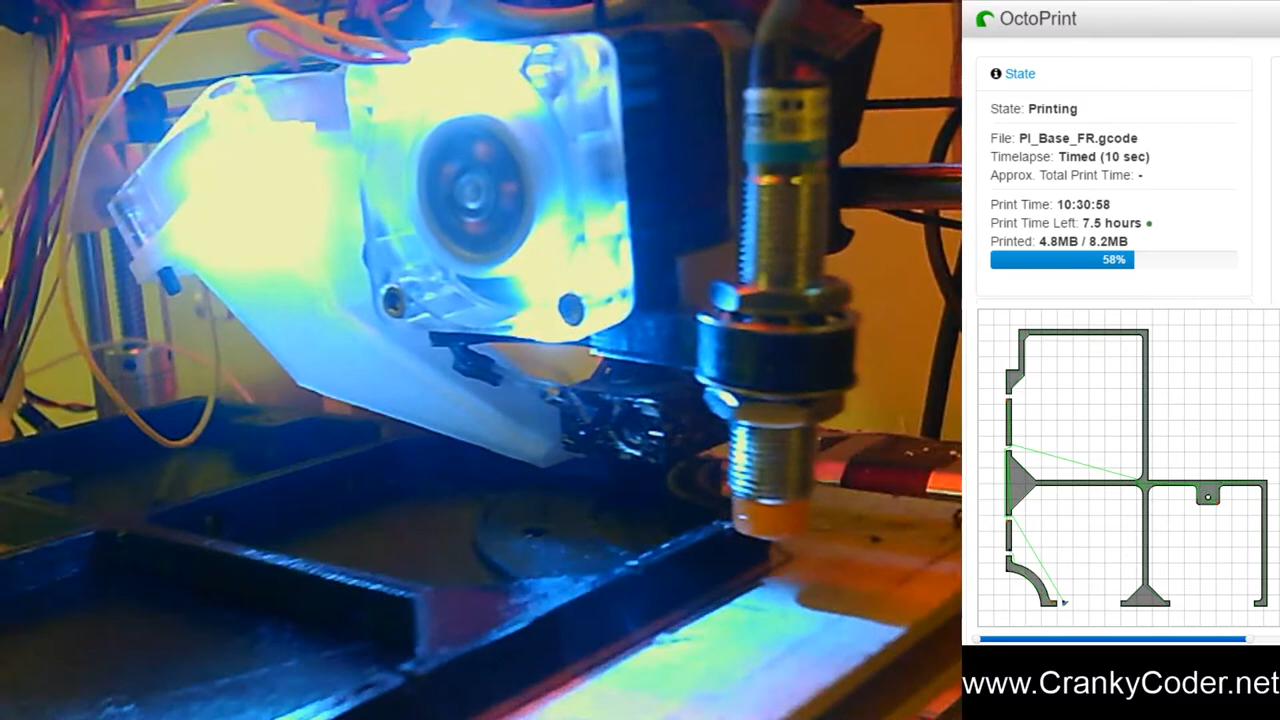 OctoPrint
State
State: Printing
File: PI_Base_FR.gcode
Timelapse: Timed (10 sec)
Approx. Total Print Time: -
Print Time: 10:30:58
Print Time Left: 7.5 hours
Printed: 4.8MB / 8.2MB
58%
www.CrankyCoder.net